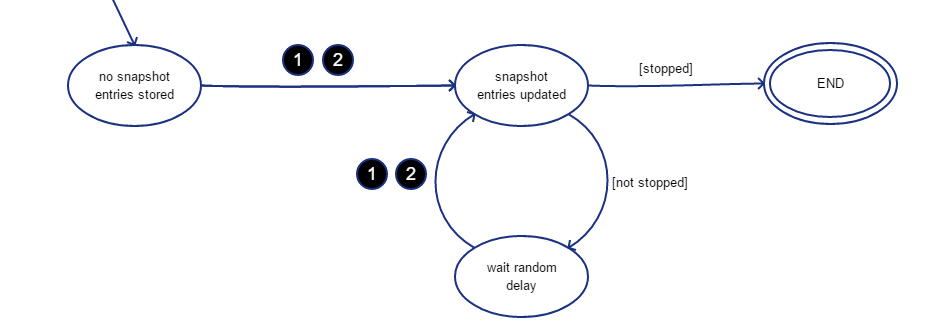 1 2
no snapshot
entries stored
snapshot
entries updated
[stopped]
END
1 2
[not stopped]
wait random
delay